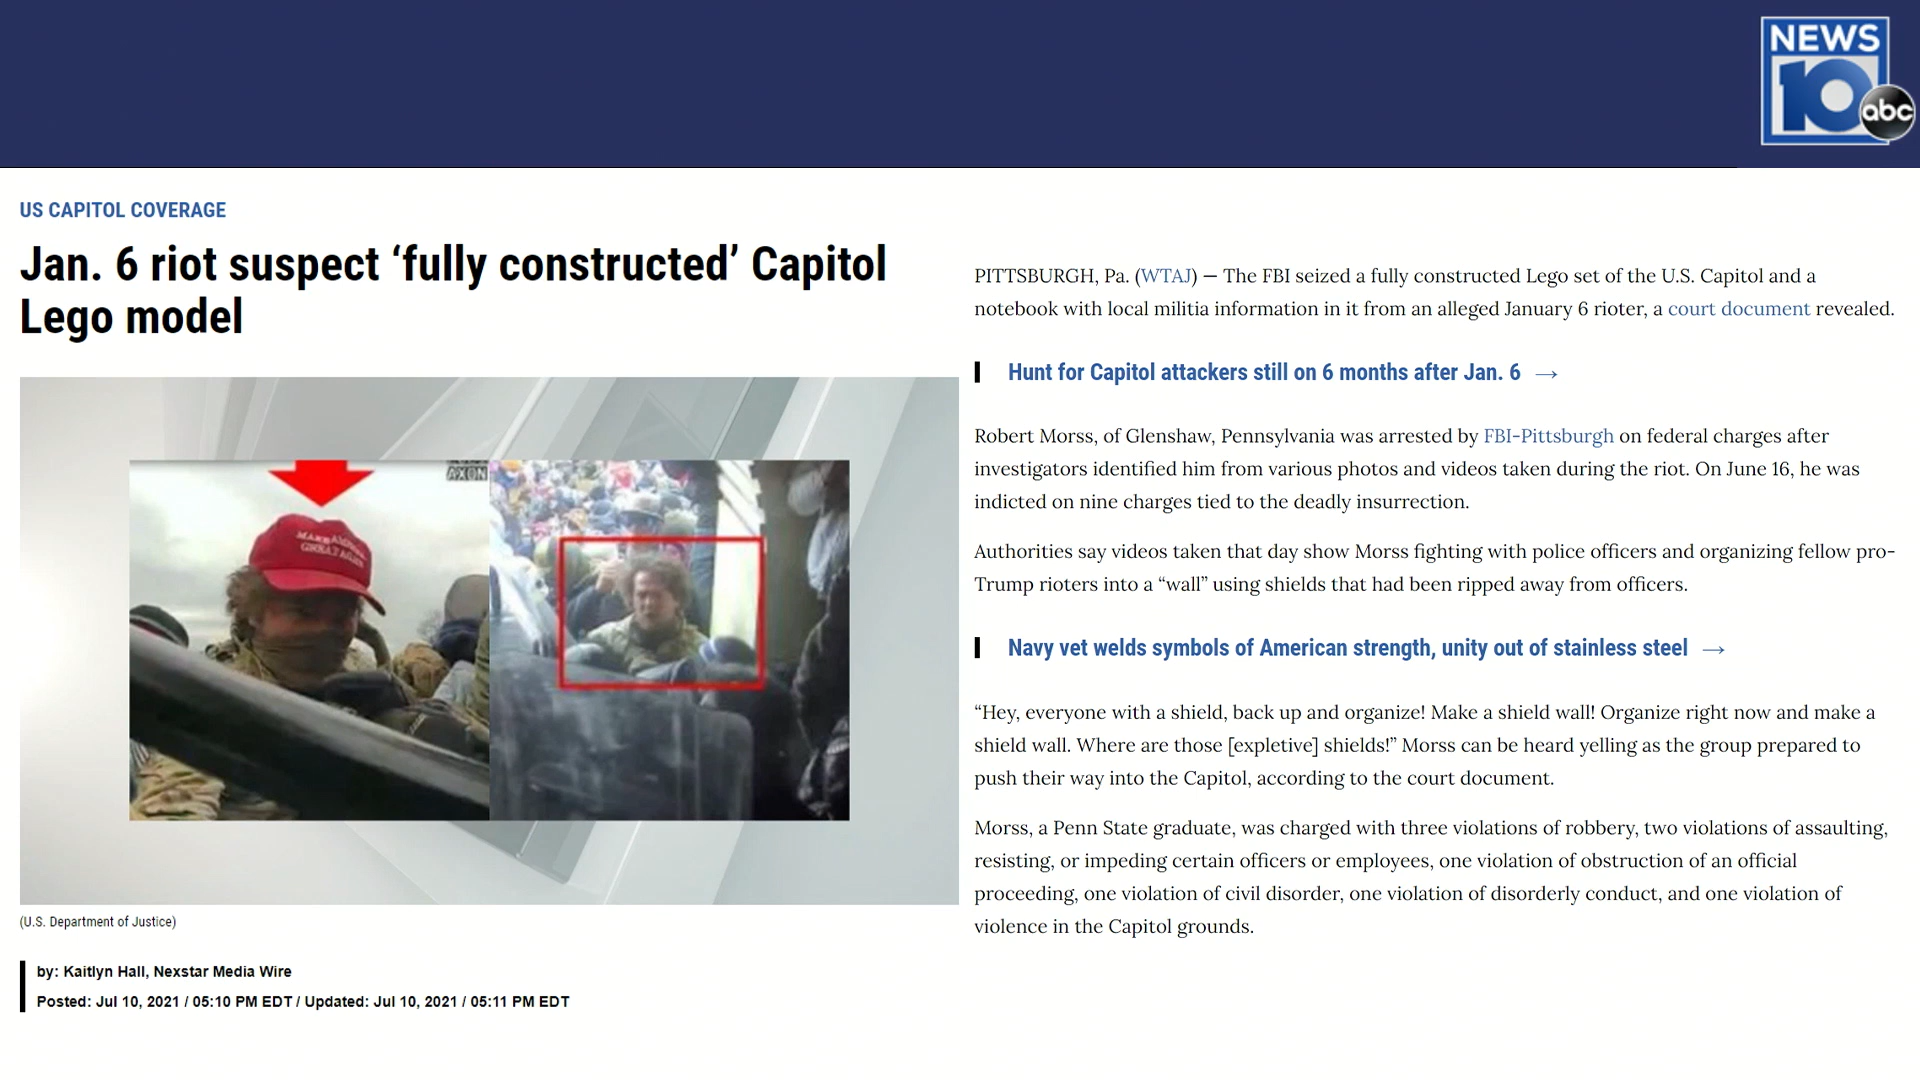 NEWS
10
abc
US CAPITOL COVERAGE
Jan. 6 riot suspect ‘fully constructed’ Capitol
Lego model
AXON
MAKE AMERICA
GREAT AGAIN
(U.S. Department of Justice)
by: Kaitlyn Hall, Nexstar Media Wire
Posted: Jul 10, 2021 / 05:10 PM EDT / Updated: Jul 10, 2021 / 05:11 PM EDT
PITTSBURGH, Pa. (WTAJ) — The FBI seized a fully constructed Lego set of the U.S. Capitol and a
notebook with local militia information in it from an alleged January 6 rioter, a court document revealed.
Hunt for Capitol attackers still on 6 months after Jan. 6 →
Robert Morss, of Glenshaw, Pennsylvania was arrested by FBI-Pittsburgh on federal charges after
investigators identified him from various photos and videos taken during the riot. On June 16, he was
indicted on nine charges tied to the deadly insurrection.
Authorities say videos taken that day show Morss fighting with police officers and organizing fellow pro-
Trump rioters into a “wall” using shields that had been ripped away from officers.
Navy vet welds symbols of American strength, unity out of stainless steel →
“Hey, everyone with a shield, back up and organize! Make a shield wall! Organize right now and make a
shield wall. Where are those [expletive] shields!” Morss can be heard yelling as the group prepared to
push their way into the Capitol, according to the court document.
Morss, a Penn State graduate, was charged with three violations of robbery, two violations of assaulting,
resisting, or impeding certain officers or employees, one violation of obstruction of an official
proceeding, one violation of civil disorder, one violation of disorderly conduct, and one violation of
violence in the Capitol grounds.